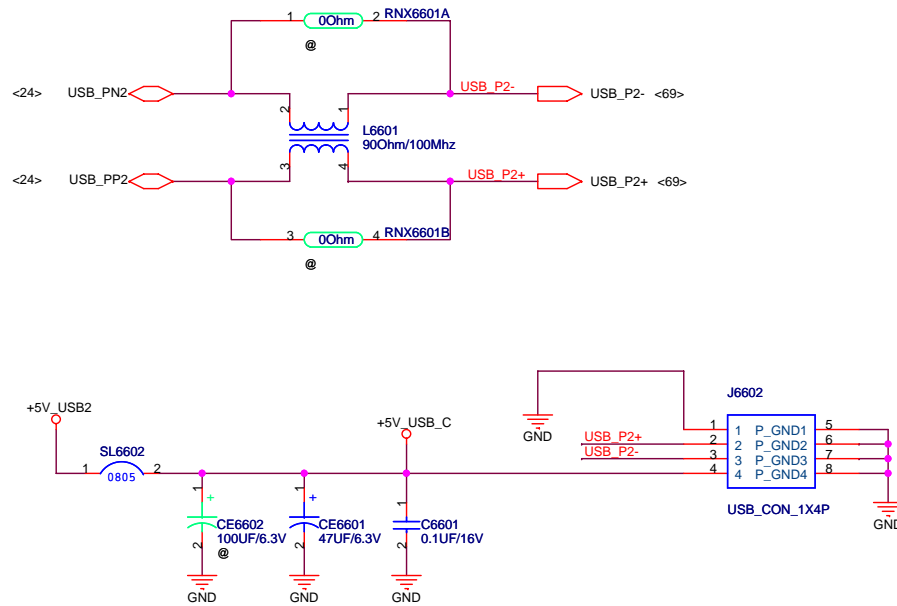 1 0Ohm 2 RNX6601A
@
<24> USB_PN2 USB_P2- USB_P2- <69>
2 1
L6601
90Ohm/100Mhz
3 4
<24> USB_PP2 USB_P2+ USB_P2+ <69>
3 0Ohm 4 RNX6601B
@
J6602
+5V_USB2 +5V_USB_C
GND
1 1 P_GND1 5
USB_P2+ 2 2 P_GND2 6
USB_P2- 3 3 P_GND3 7
4 4 P_GND4 8
SL6602
1 0805 2
USB_CON_1X4P
GND
1 + CE6602 100UF/6.3V @ 2
1 + CE6601 47UF/6.3V 2
1 C6601 0.1UF/16V 2
GND GND GND